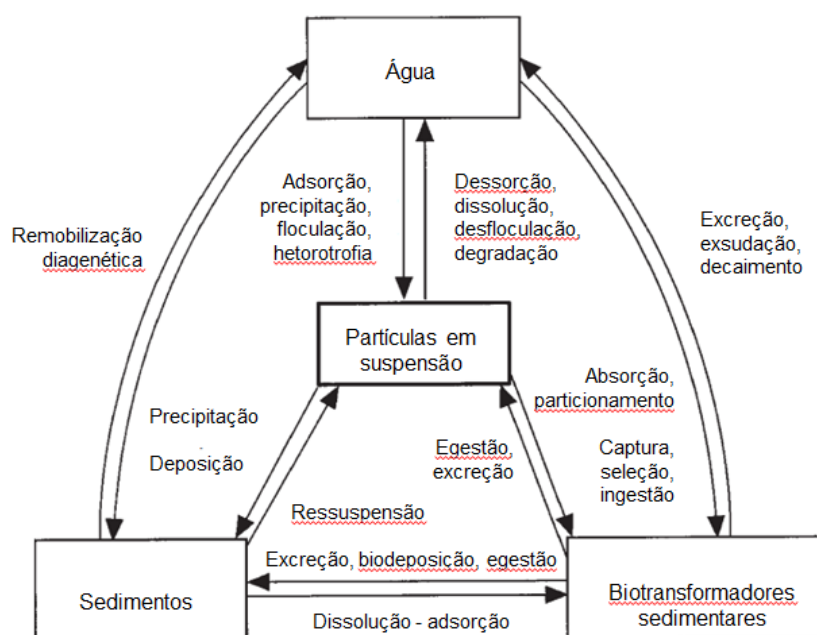 Água
Adsorção,
precipitação,
floculação,
hetorotrofia
Dessorção,
dissolução,
desfloculação,
degradação
Remobilização
diagenética
Excreção,
exsudação,
decaimento
Partículas em
suspensão
Absorção,
particionamento
Precipitação
Deposição
Egestão,
excreção
Captura,
seleção,
ingestão
Ressuspensão
Excreção, biodeposição, egestão
Sedimentos
Biotransformadores
sedimentares
Dissolução - adsorção